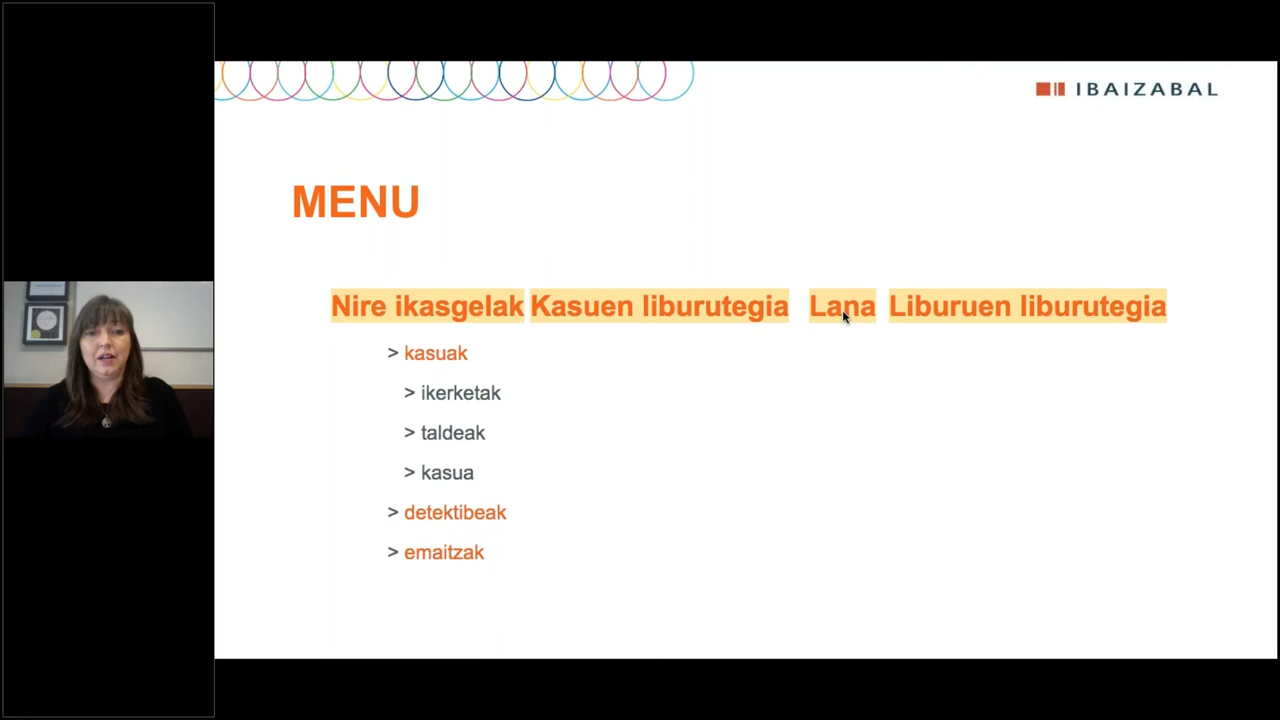 IBAIZABAL
MENU
Nire ikasgelak Kasuen liburutegia Lana Liburuen liburutegia
> kasuak
> ikerketak
> taldeak
> kasua
> detektibeak
> emaitzak